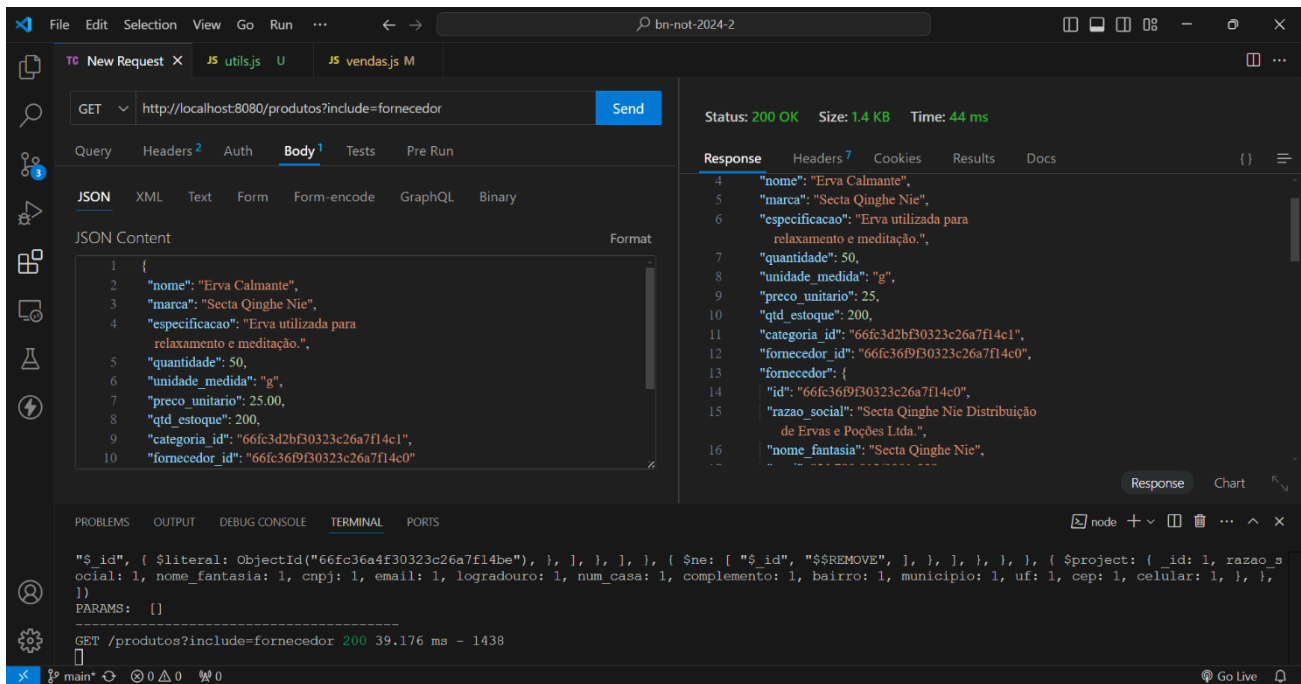 File Edit Selection View Go Run ··· ← → bn-not-2024-2
TC New Request × JS utils.js U JS vendas.js M ···
GET http://localhost:8080/produtos?include=fornecedor Send
Query Headers 2 Auth Body 1 Tests Pre Run
JSON XML Text Form Form-encode GraphQL Binary
JSON Content Format
1 {
2 "nome": "Erva Calmante",
3 "marca": "Secta Qinghe Nie",
4 "especificacao": "Erva utilizada para
relaxamento e meditação.",
5 "quantidade": 50,
6 "unidade_medida": "g",
7 "preco_unitario": 25.00,
8 "qtd_estoque": 200,
9 "categoria_id": "66fc3d2bf30323c26a7f14c1",
10 "fornecedor_id": "66fc36f9f30323c26a7f14c0"
Status: 200 OK Size: 1.4 KB Time: 44 ms
Response Headers 7 Cookies Results Docs {}
4 "nome": "Erva Calmante",
5 "marca": "Secta Qinghe Nie",
6 "especificacao": "Erva utilizada para
relaxamento e meditação.",
7 "quantidade": 50,
8 "unidade_medida": "g",
9 "preco_unitario": 25,
10 "qtd_estoque": 200,
11 "categoria_id": "66fc3d2bf30323c26a7f14c1",
12 "fornecedor_id": "66fc36f9f30323c26a7f14c0",
13 "fornecedor": {
14 "id": "66fc36f9f30323c26a7f14c0",
15 "razao_social": "Secta Qinghe Nie Distribuição
de Ervas e Poções Ltda.",
16 "nome_fantasia": "Secta Qinghe Nie",
Response Chart
3
PROBLEMS OUTPUT DEBUG CONSOLE TERMINAL PORTS node
"$_id", { $literal: ObjectId("66fc36a4f30323c26a7f14be"), }, ], }, ], }, { $ne: [ "$_id", "$$REMOVE", ], }, ], }, }, }, { $project: { _id: 1, razao_s
ocial: 1, nome_fantasia: 1, cnpj: 1, email: 1, logradouro: 1, num_casa: 1, complemento: 1, bairro: 1, municipio: 1, uf: 1, cep: 1, celular: 1, }, },
])
PARAMS: []
----------------------------------------
GET /produtos?include=fornecedor 200 39.176 ms - 1438
main* 0 0 0 Go Live